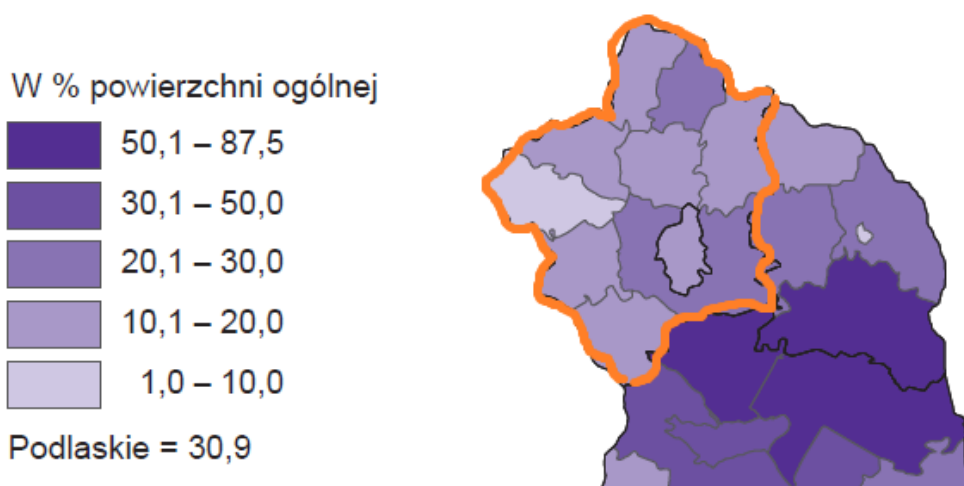 W % powierzchni ogólnej
50,1 – 87,5
30,1 – 50,0
20,1 – 30,0
10,1 – 20,0
1,0 – 10,0
Podlaskie = 30,9